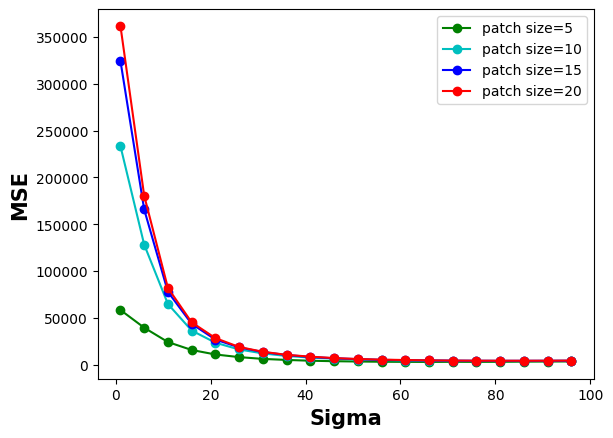 patch size=5
patch size=10
patch size=15
patch size=20
350000
300000
250000
200000
150000
100000
50000
0
MSE
0 20 40 60 80 100
Sigma